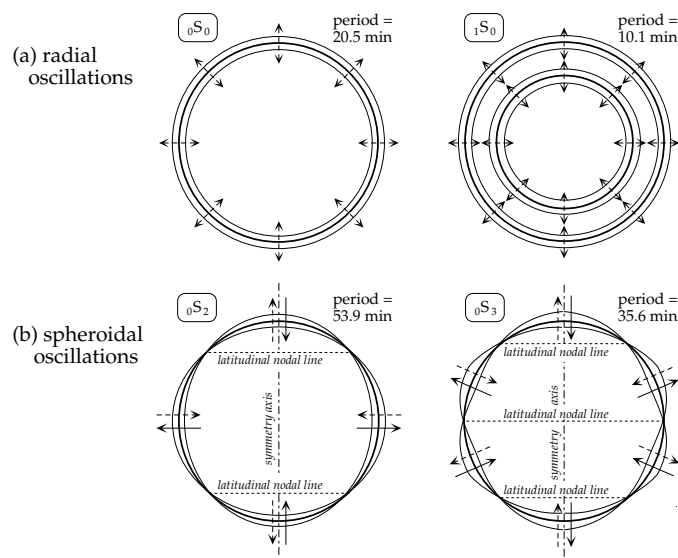 (a) radial
oscillations
₀S₀
period =
20.5 min
₁S₀
period =
10.1 min
(b) spheroidal
oscillations
₀S₂
period =
53.9 min
latitudinal nodal line
symmetry axis
latitudinal nodal line
₀S₃
period =
35.6 min
latitudinal nodal line
axis
latitudinal nodal line
symmetry
latitudinal nodal line